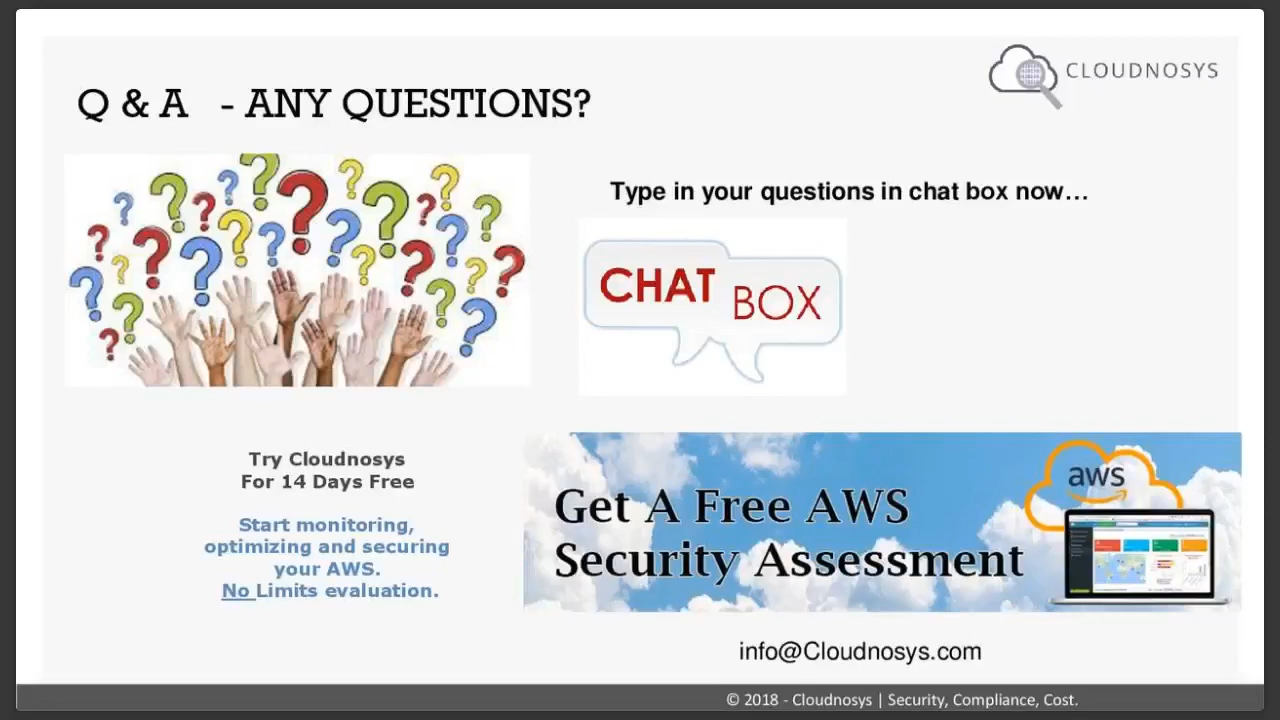 CLOUDNOSYS
Q & A - ANY QUESTIONS?
Type in your questions in chat box now...
CHAT
BOX
Try Cloudnosys
For 14 Days Free
Start monitoring,
optimizing and securing
your AWS.
No Limits evaluation.
aws
Get A Free AWS
Security Assessment
info@Cloudnosys.com
© 2018 - Cloudnosys | Security, Compliance, Cost.